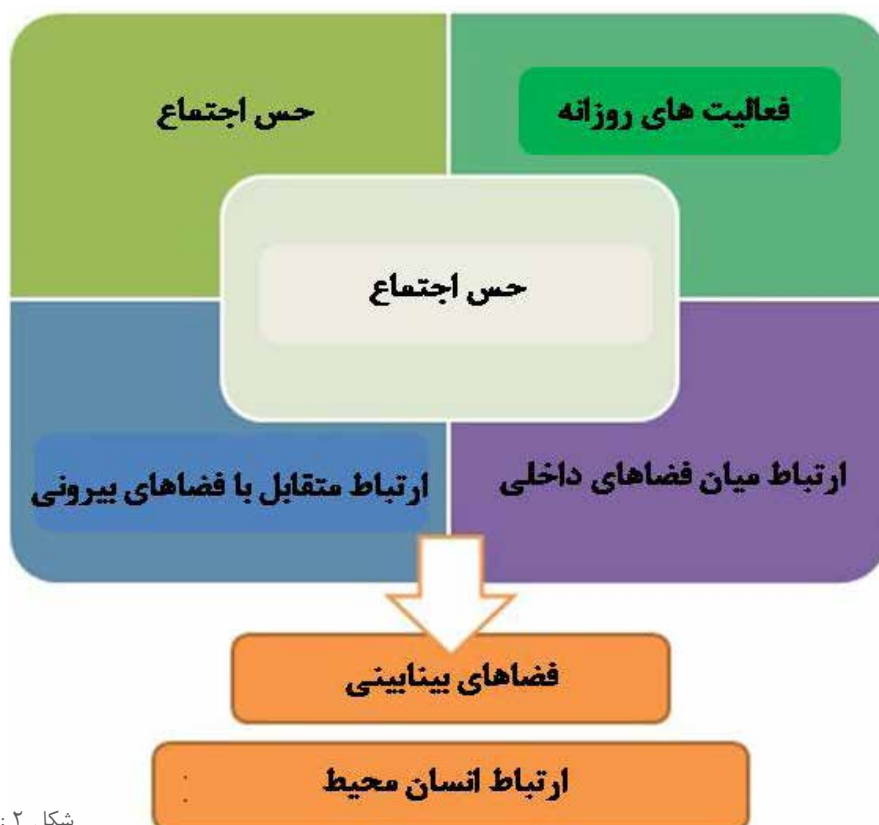 فعالیت های روزانه
حس اجتماع
حس اجتماع
ارتباط میان فضاهای داخلی
ارتباط متقابل با فضاهای بیرونی
فضاهای بینابینی
ارتباط انسان محیط :
شکل ۲ :